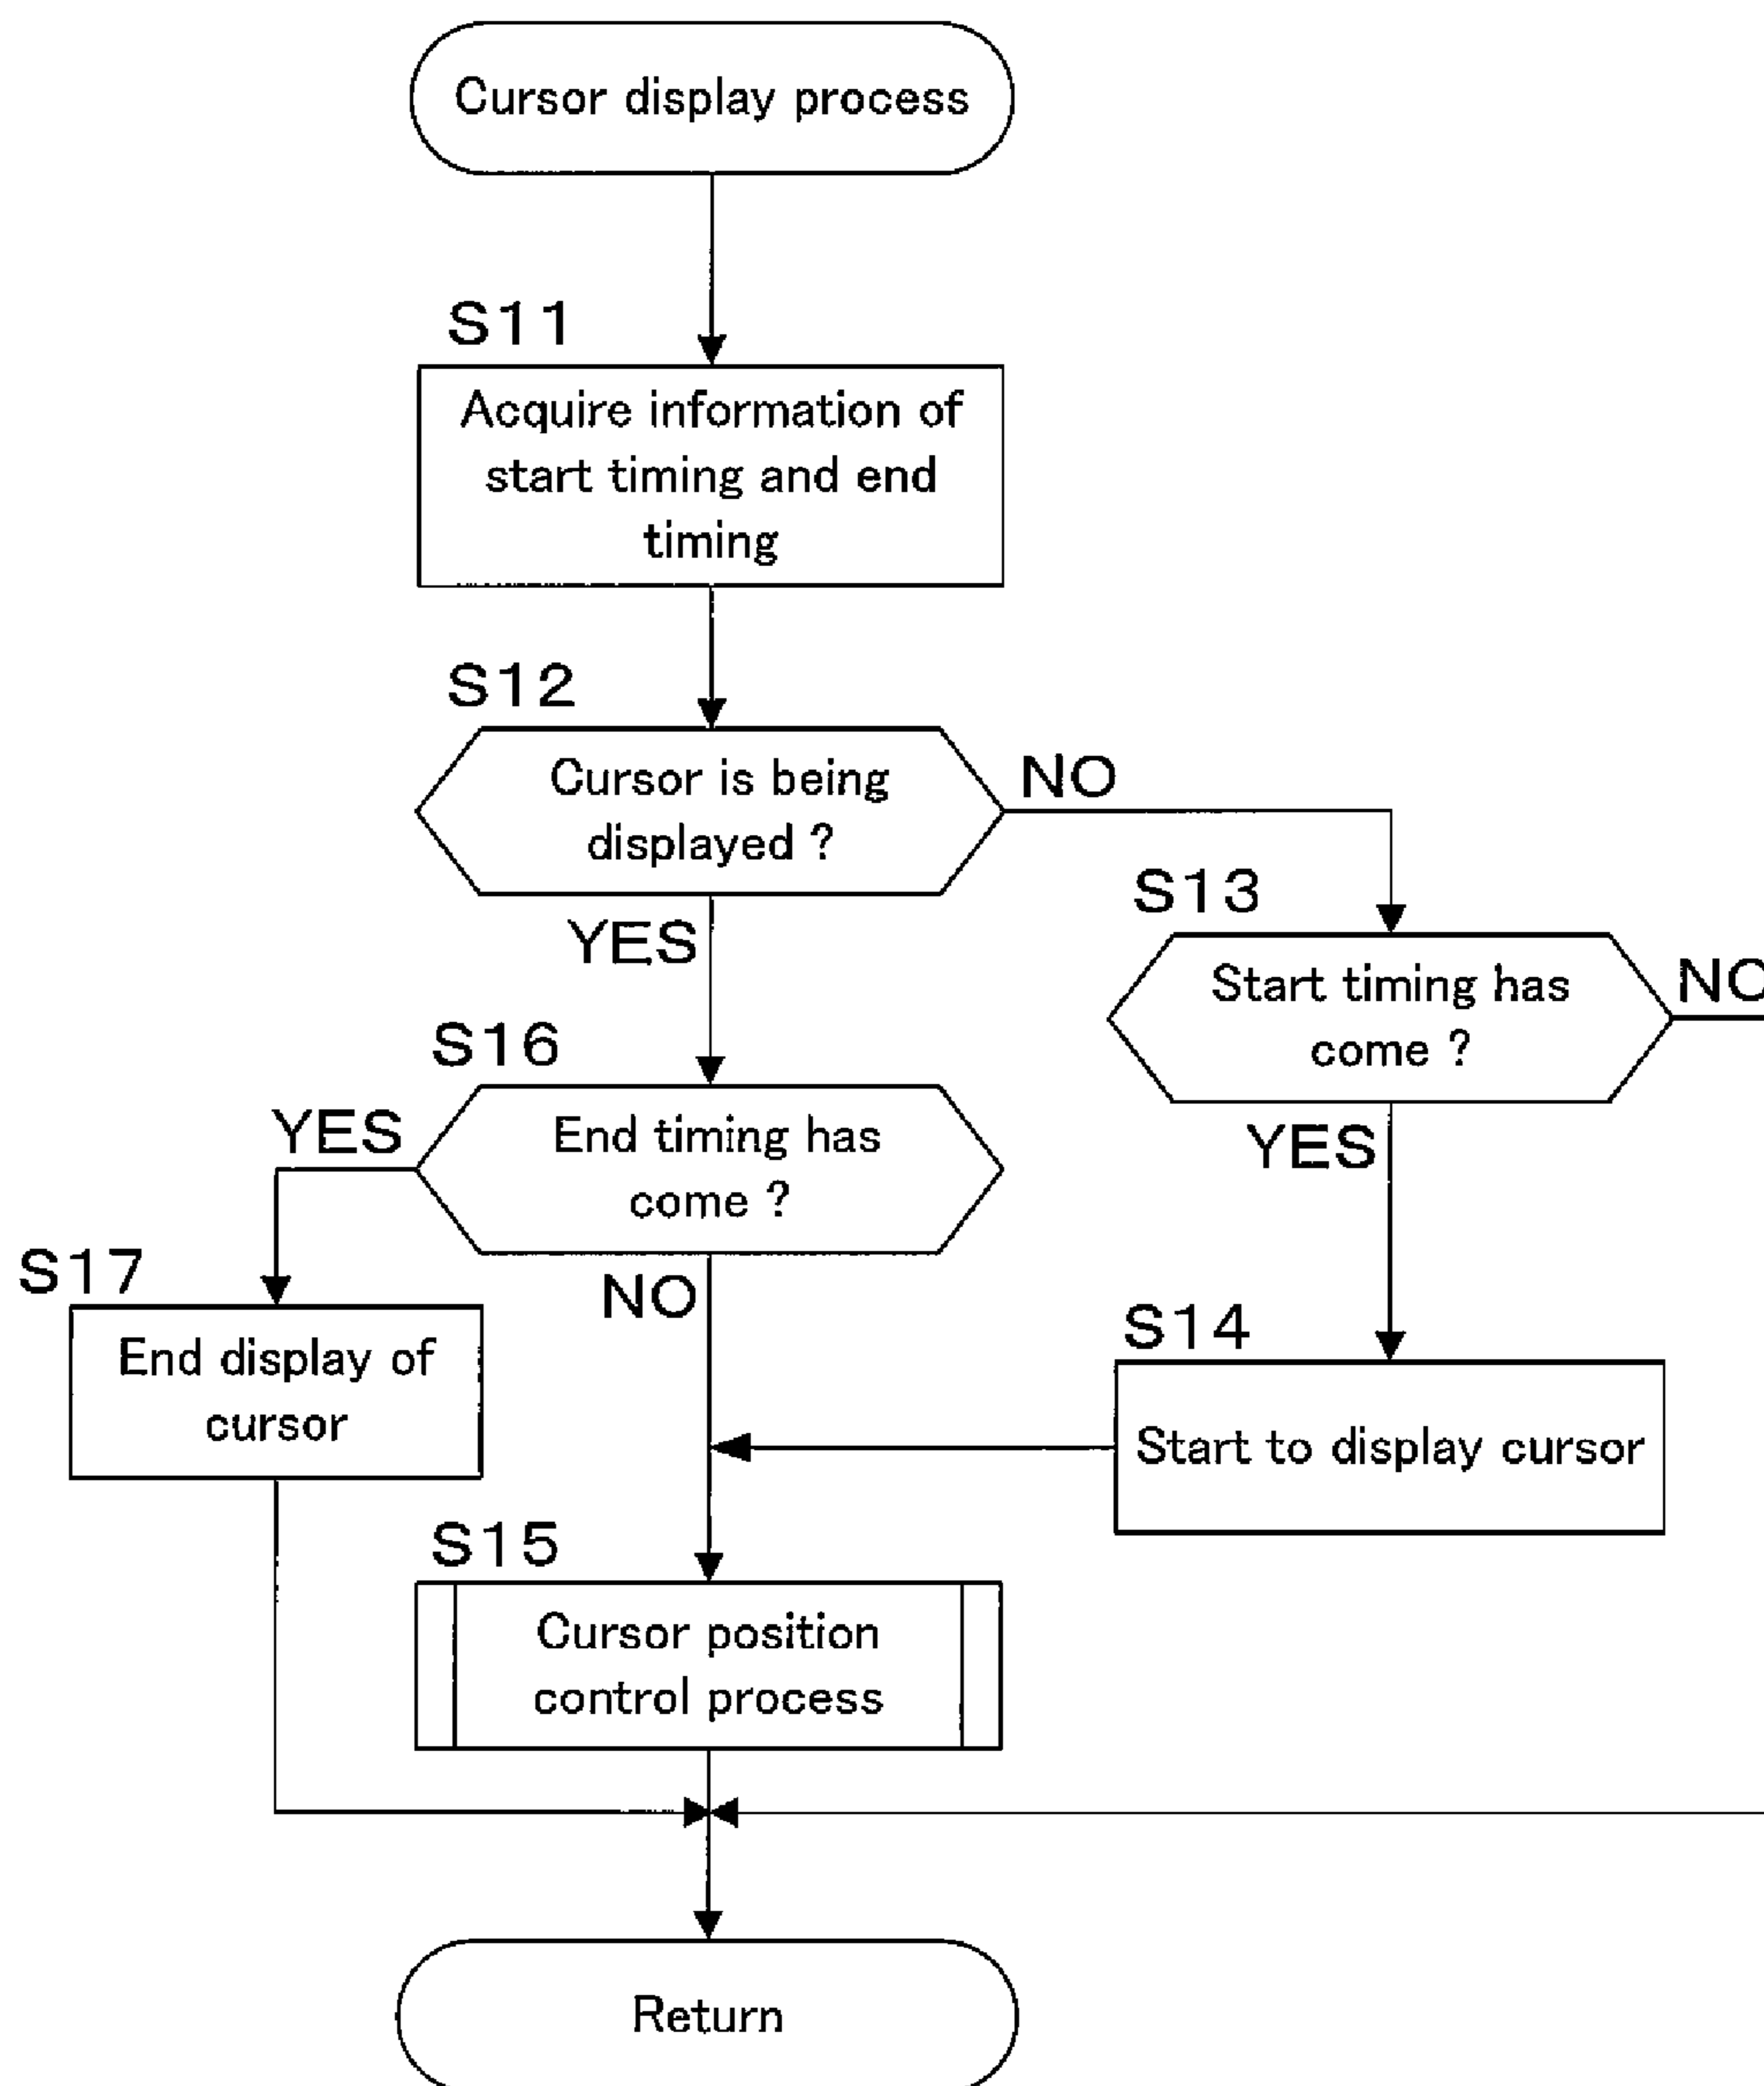 Cursor display process
S11
Acquire information of
start timing and end
timing
S12
Cursor is being
displayed ?
NO
YES
S13
Start timing has
come ?
NO
YES
S16
End timing has
come ?
YES
NO
S17
End display of
cursor
S14
Start to display cursor
S15
Cursor position
control process
Return